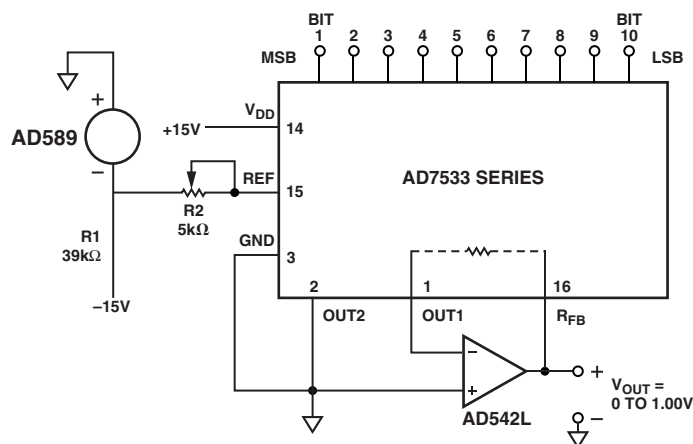 BIT
1 2 3 4 5 6 7 8 9
BIT
10
MSB
LSB
+
AD589
–
V_DD
+15V
14
REF
15
R2
5kΩ
R1
39kΩ
–15V
GND
3
AD7533 SERIES
2
1
16
OUT2
OUT1
R_FB
–
+
AD542L
+
V_OUT =
0 TO 1.00V
–